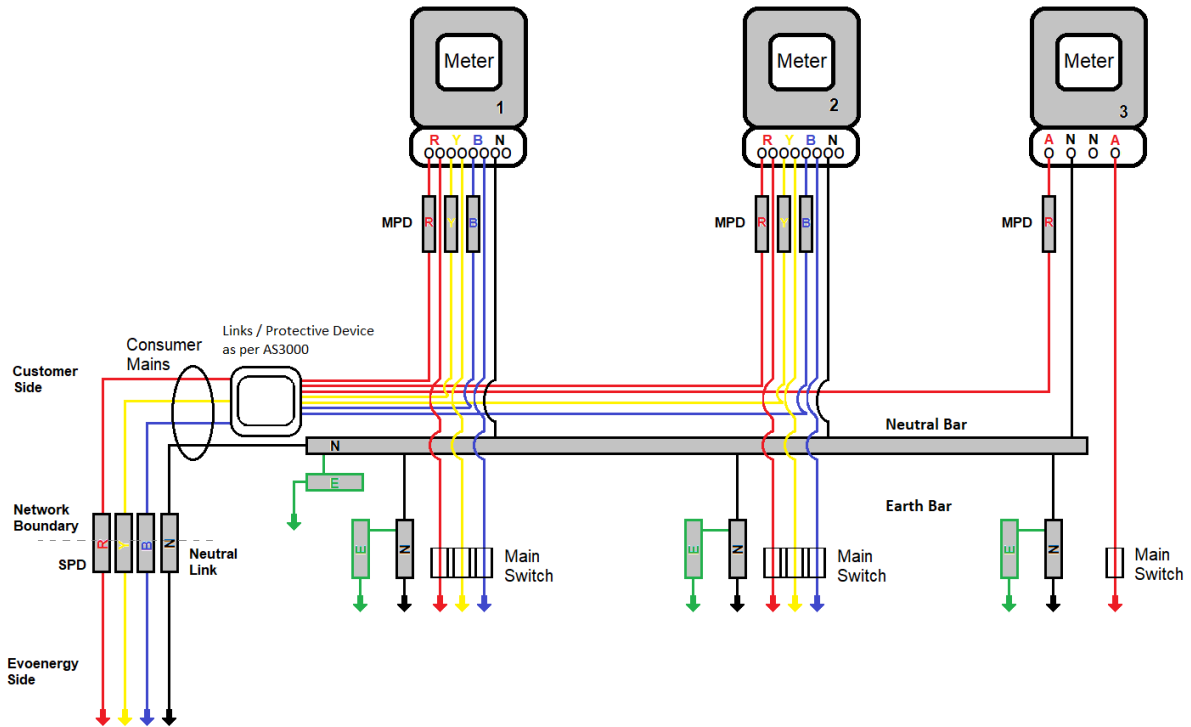 Meter
1
Meter
2
Meter
3
R Y B N
R Y B N
A N N A
MPD
R
Y
B
MPD
R
Y
B
MPD
R
Links / Protective Device
as per AS3000
Consumer
Mains
Customer
Side
Neutral Bar
N
E
Earth Bar
Network
Boundary
SPD
R
Y
B
N
Neutral
Link
E
N
Main
Switch
E
N
Main
Switch
E
N
Main
Switch
Evoenergy
Side